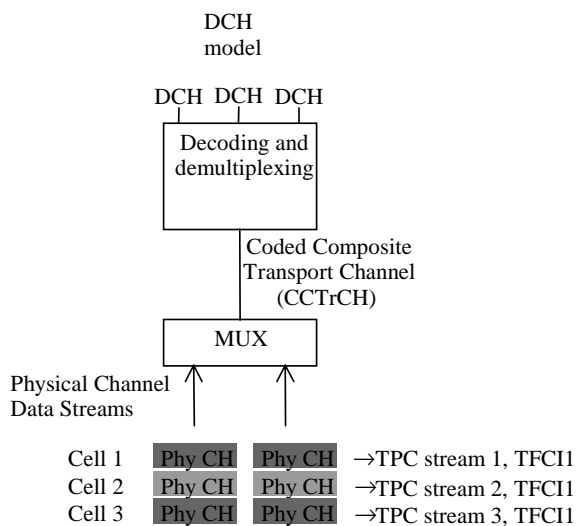 DCH
model
DCH DCH DCH
Decoding and
demultiplexing
Coded Composite
Transport Channel
(CCTrCH)
MUX
Physical Channel
Data Streams
Cell 1 Phy CH Phy CH →TPC stream 1, TFCI1
Cell 2 Phy CH Phy CH →TPC stream 2, TFCI1
Cell 3 Phy CH Phy CH →TPC stream 3, TFCI1